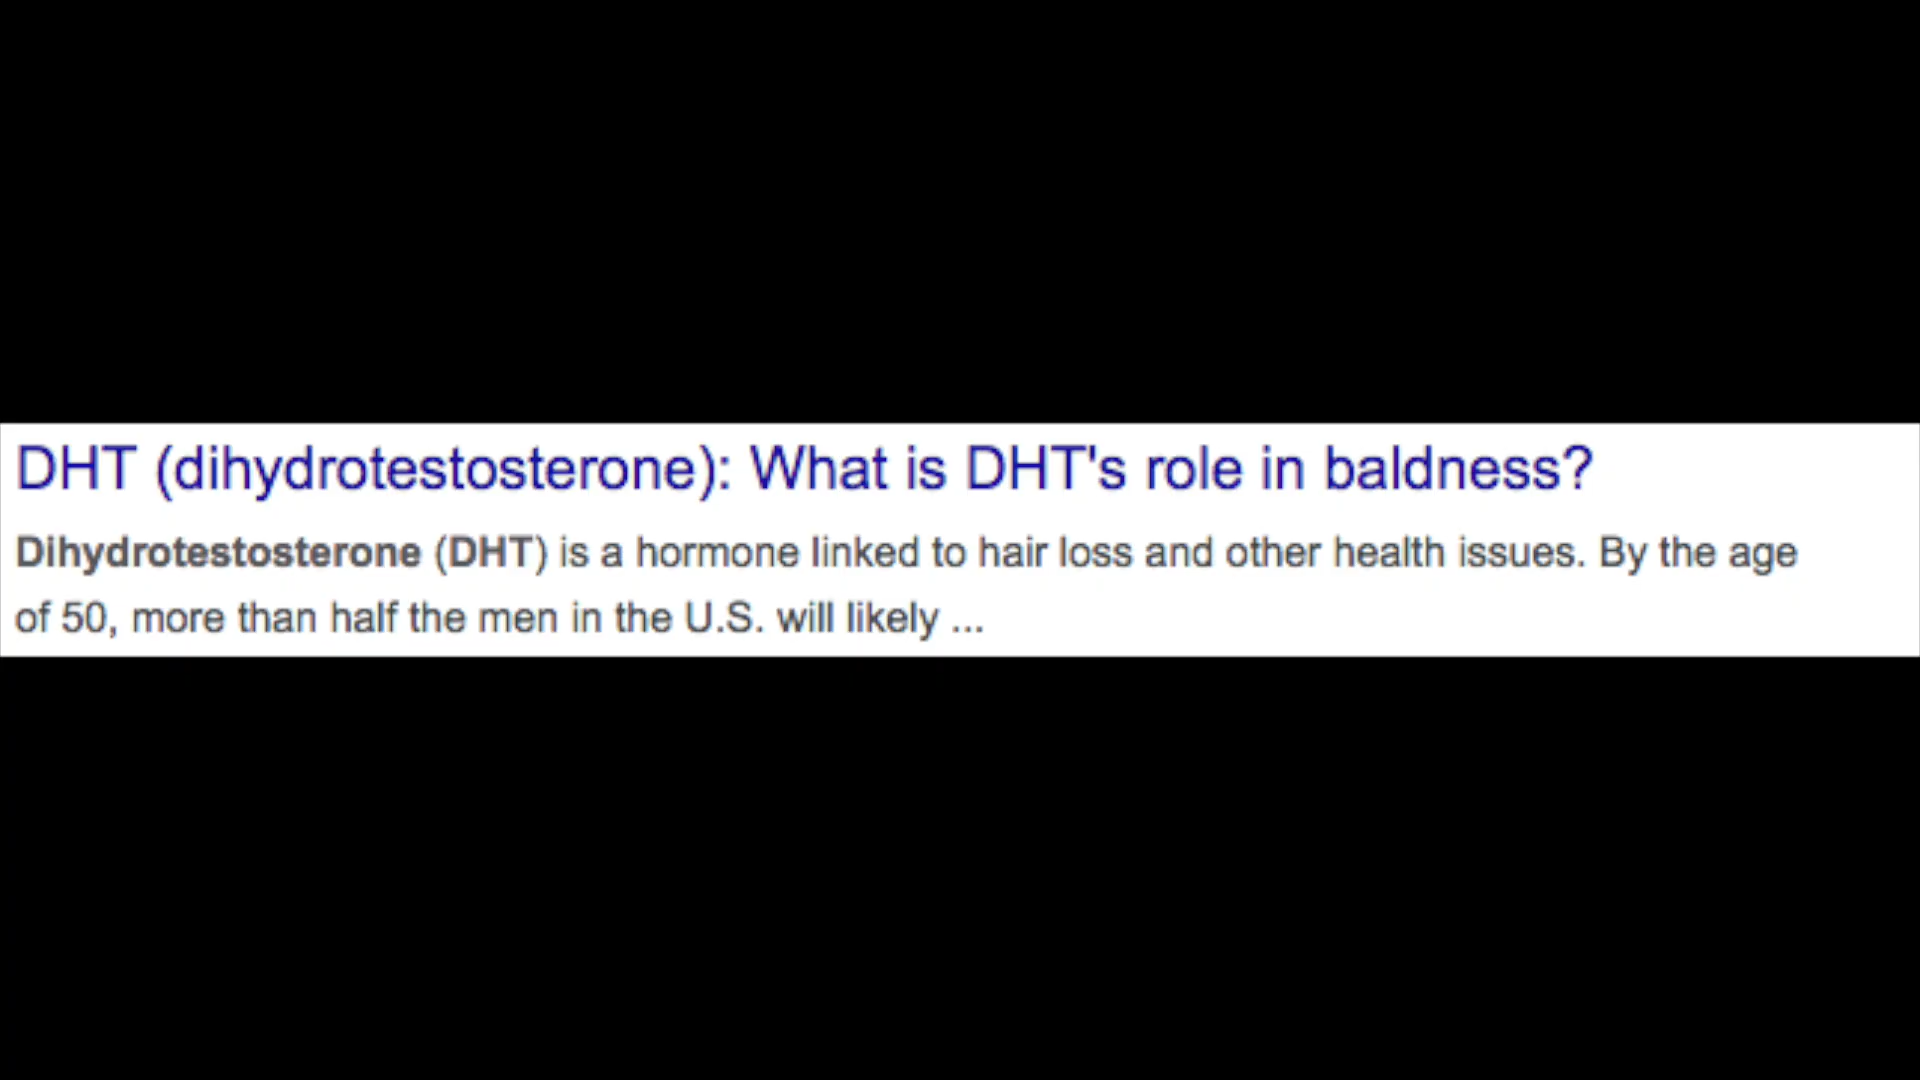 DHT (dihydrotestosterone): What is DHT's role in baldness?
Dihydrotestosterone (DHT) is a hormone linked to hair loss and other health issues. By the age
of 50, more than half the men in the U.S. will likely ...